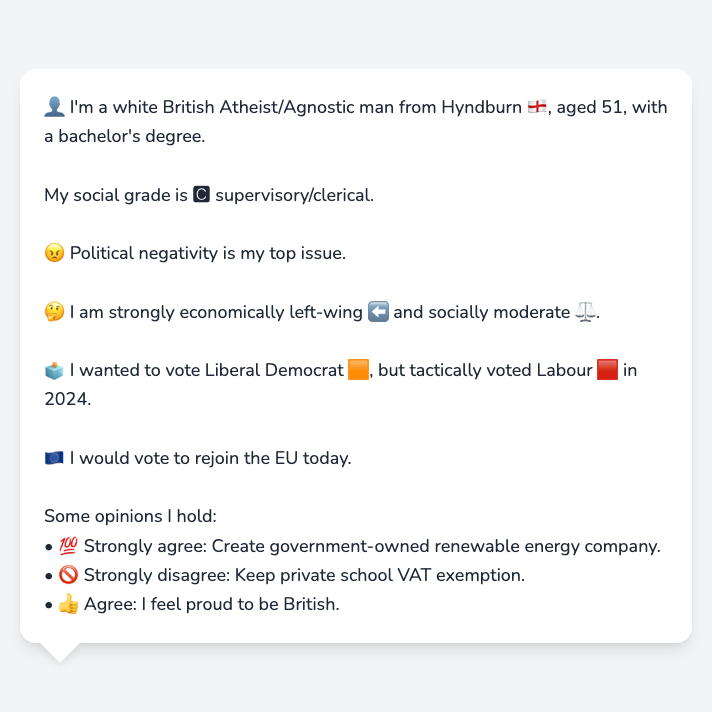 👤 I'm a white British Atheist/Agnostic man from Hyndburn 🏴󠁧󠁢󠁥󠁮󠁧󠁿, aged 51, with
a bachelor's degree.
My social grade is 🅲 supervisory/clerical.
😠 Political negativity is my top issue.
🤔 I am strongly economically left-wing ⬅️ and socially moderate ⚖️.
🗳️ I wanted to vote Liberal Democrat 🟧, but tactically voted Labour 🟥 in
2024.
🇪🇺 I would vote to rejoin the EU today.
Some opinions I hold:
• 💯 Strongly agree: Create government-owned renewable energy company.
• 🚫 Strongly disagree: Keep private school VAT exemption.
• 👍 Agree: I feel proud to be British.